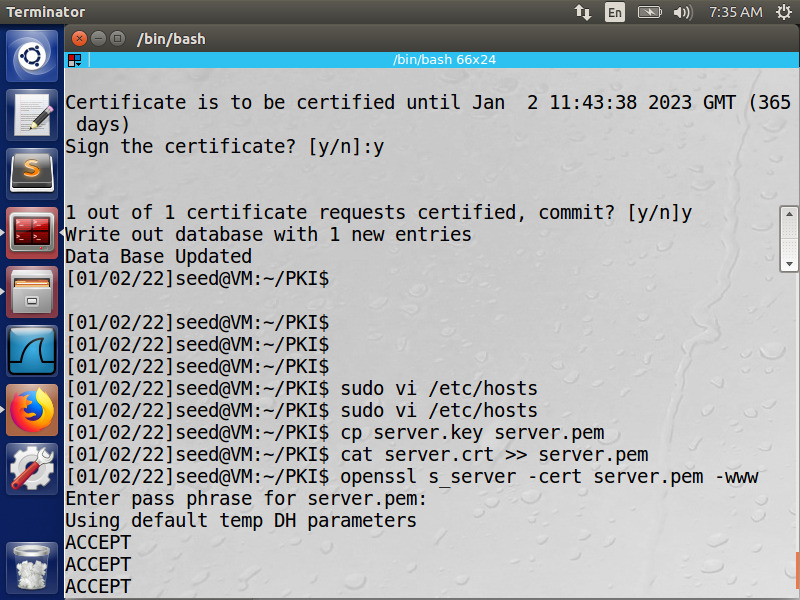 Terminator
En
7:35 AM
/bin/bash
/bin/bash 66x24
Certificate is to be certified until Jan  2 11:43:38 2023 GMT (365
 days)
Sign the certificate? [y/n]:y
1 out of 1 certificate requests certified, commit? [y/n]y
Write out database with 1 new entries
Data Base Updated
[01/02/22]seed@VM:~/PKI$
[01/02/22]seed@VM:~/PKI$
[01/02/22]seed@VM:~/PKI$
[01/02/22]seed@VM:~/PKI$
[01/02/22]seed@VM:~/PKI$ sudo vi /etc/hosts
[01/02/22]seed@VM:~/PKI$ sudo vi /etc/hosts
[01/02/22]seed@VM:~/PKI$ cp server.key server.pem
[01/02/22]seed@VM:~/PKI$ cat server.crt >> server.pem
[01/02/22]seed@VM:~/PKI$ openssl s_server -cert server.pem -www
Enter pass phrase for server.pem:
Using default temp DH parameters
ACCEPT
ACCEPT
ACCEPT